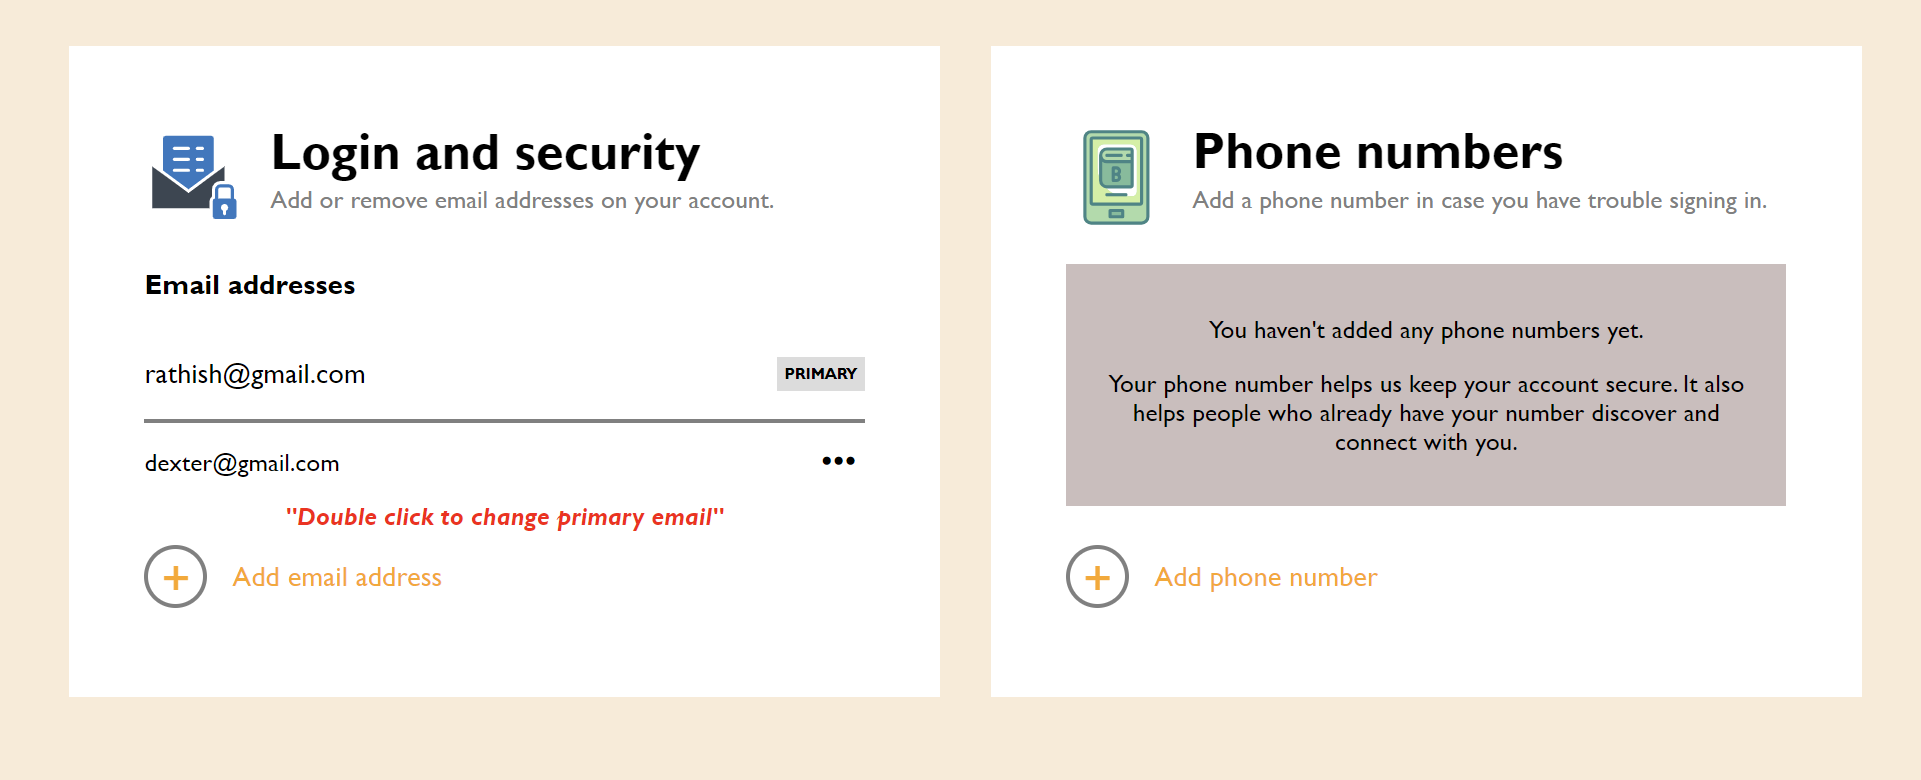 Login and security
Add or remove email addresses on your account.
Email addresses
rathish@gmail.com
PRIMARY
dexter@gmail.com
"Double click to change primary email"
Add email address
Phone numbers
Add a phone number in case you have trouble signing in.
B
You haven't added any phone numbers yet.
Your phone number helps us keep your account secure. It also
helps people who already have your number discover and
connect with you.
Add phone number